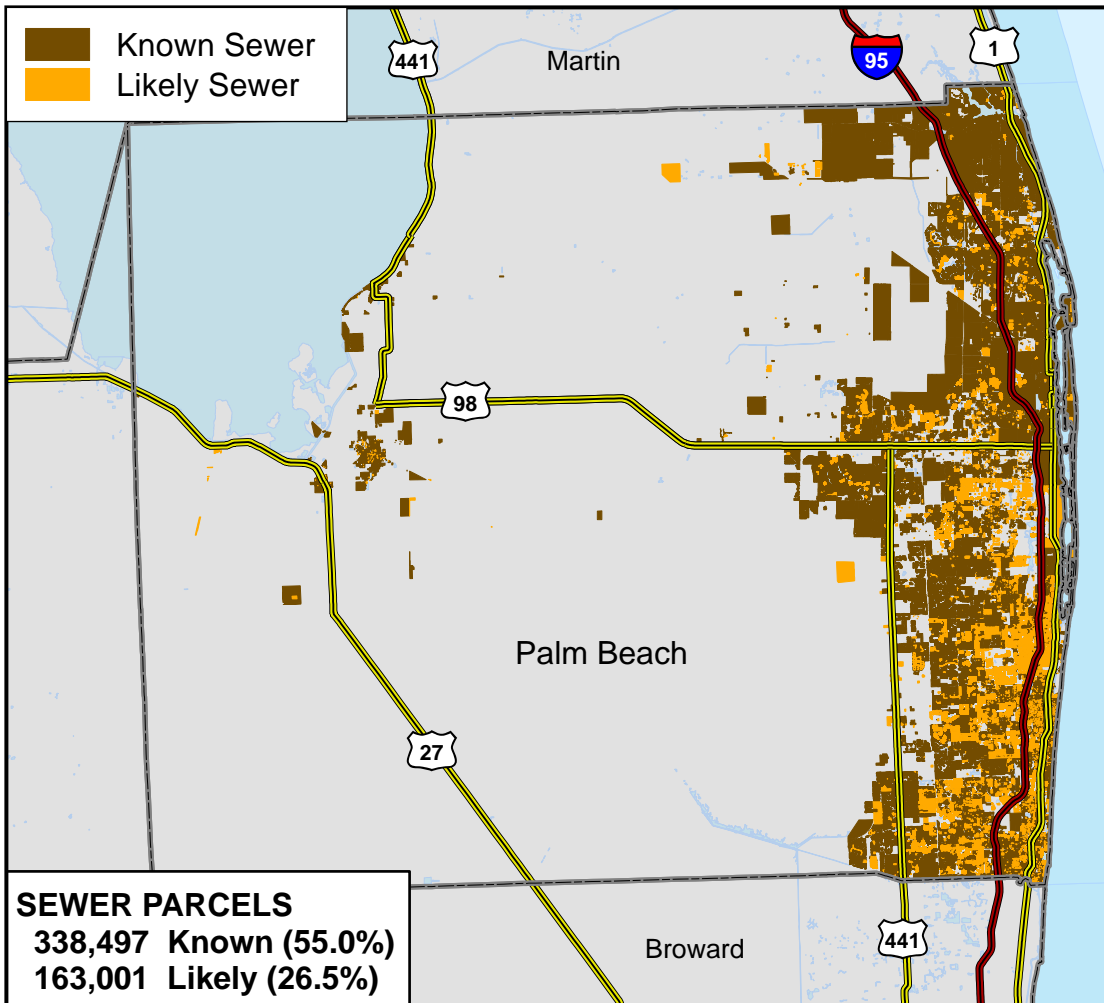 Known Sewer
Likely Sewer
441
Martin
95
1
98
Palm Beach
27
SEWER PARCELS
338,497 Known (55.0%)
163,001 Likely (26.5%)
Broward
441